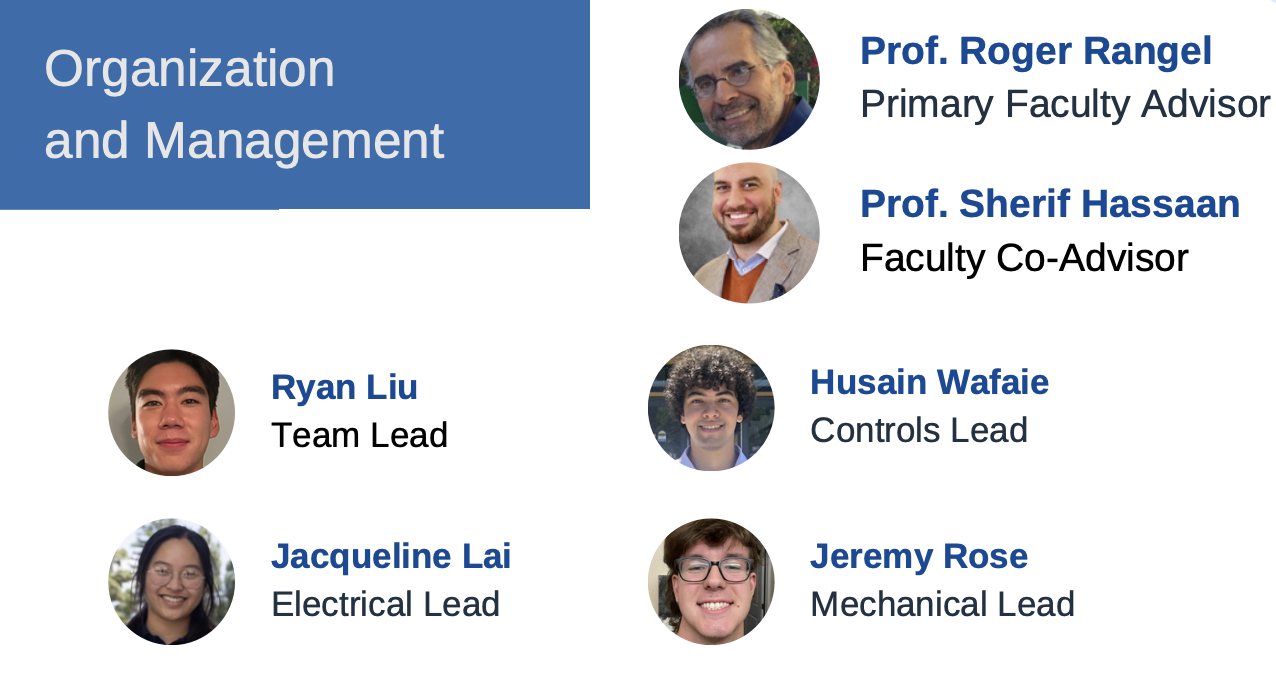 Organization
and Management
Prof. Roger Rangel
Primary Faculty Advisor
Prof. Sherif Hassaan
Faculty Co-Advisor
Ryan Liu
Team Lead
Husain Wafaie
Controls Lead
Jacqueline Lai
Electrical Lead
Jeremy Rose
Mechanical Lead